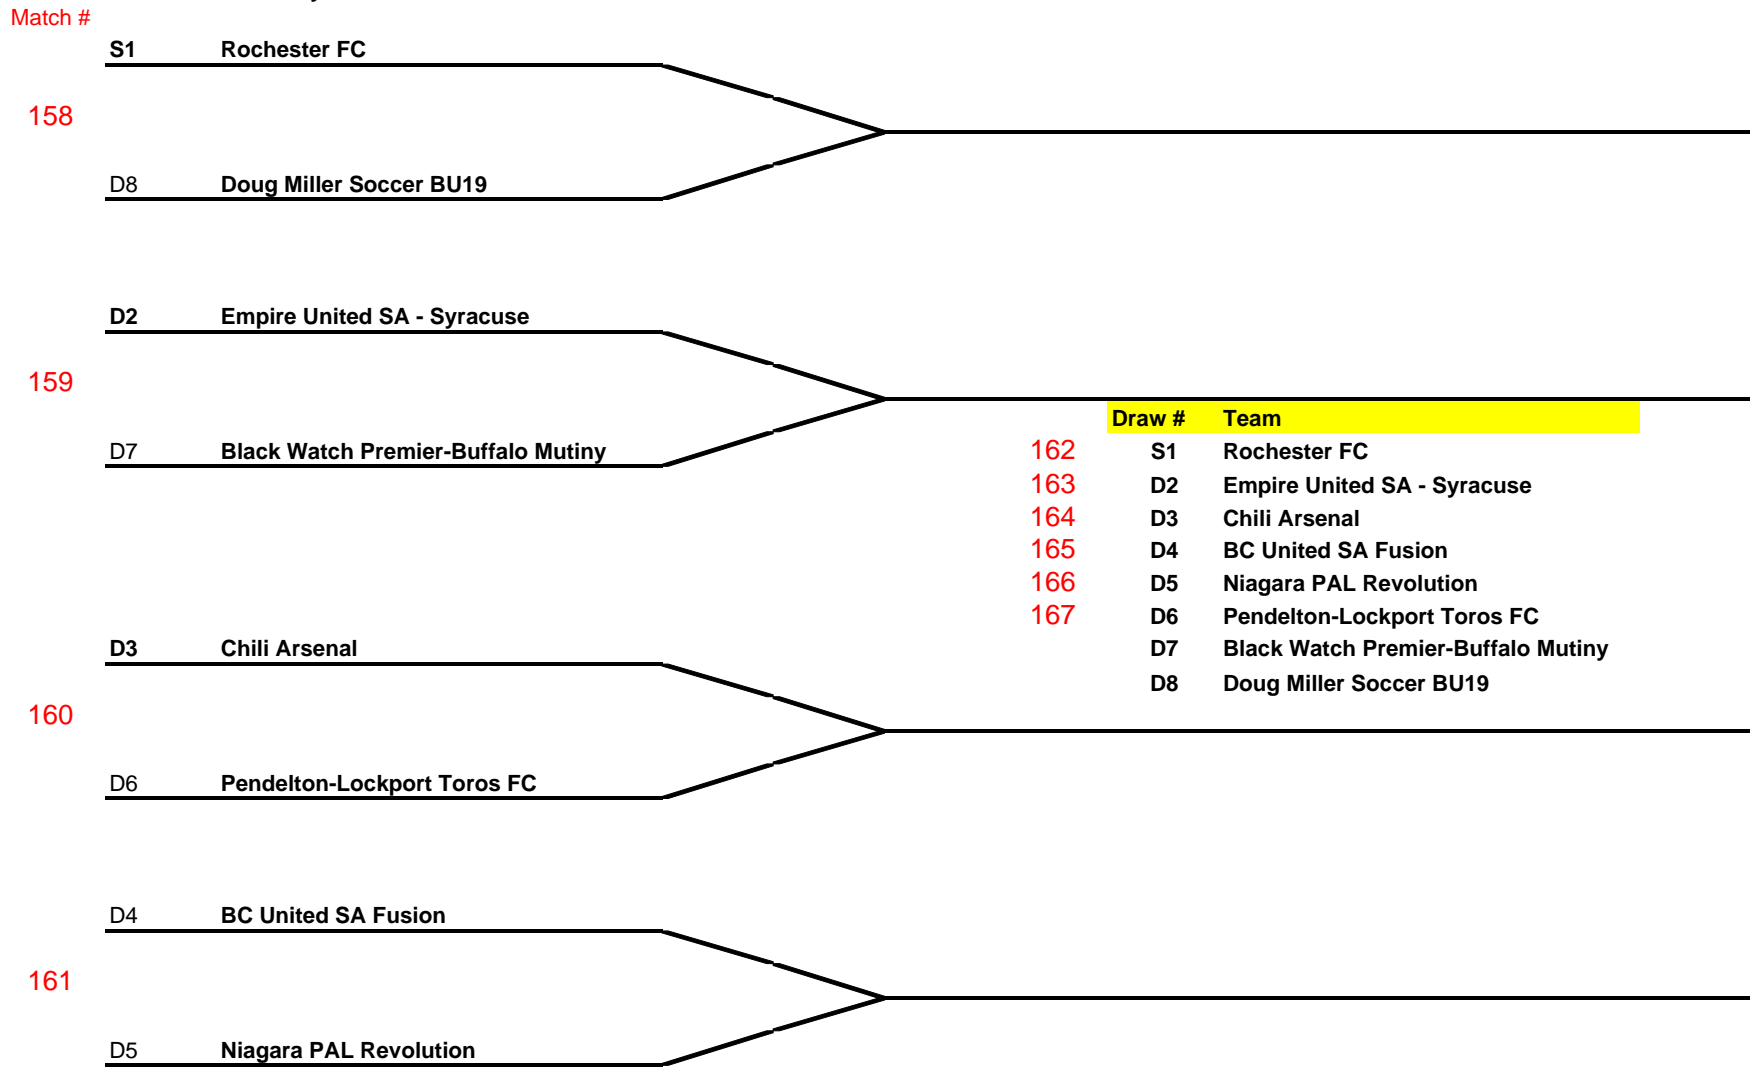 Match #
S1 Rochester FC
158
D8 Doug Miller Soccer BU19
D2 Empire United SA - Syracuse
159
Draw # Team
D7 Black Watch Premier-Buffalo Mutiny
162 S1 Rochester FC
163 D2 Empire United SA - Syracuse
164 D3 Chili Arsenal
165 D4 BC United SA Fusion
166 D5 Niagara PAL Revolution
167 D6 Pendelton-Lockport Toros FC
D3 Chili Arsenal
D7 Black Watch Premier-Buffalo Mutiny
D8 Doug Miller Soccer BU19
160
D6 Pendelton-Lockport Toros FC
D4 BC United SA Fusion
161
D5 Niagara PAL Revolution